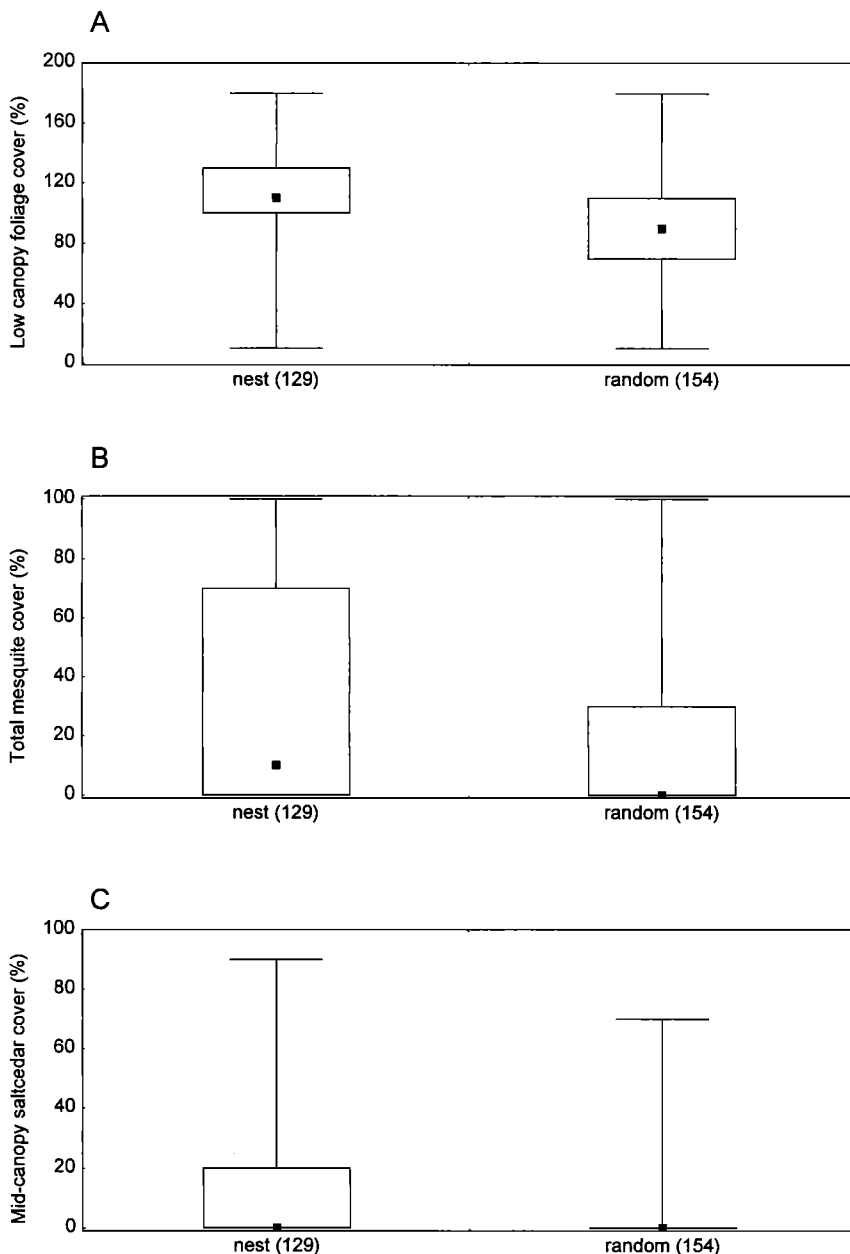 A
Low canopy foliage cover (%)
200
160
120
80
40
0
nest (129)
random (154)
B
Total mesquite cover (%)
100
80
60
40
20
0
nest (129)
random (154)
C
Mid-canopy saltcedar cover (%)
100
80
60
40
20
0
nest (129)
random (154)